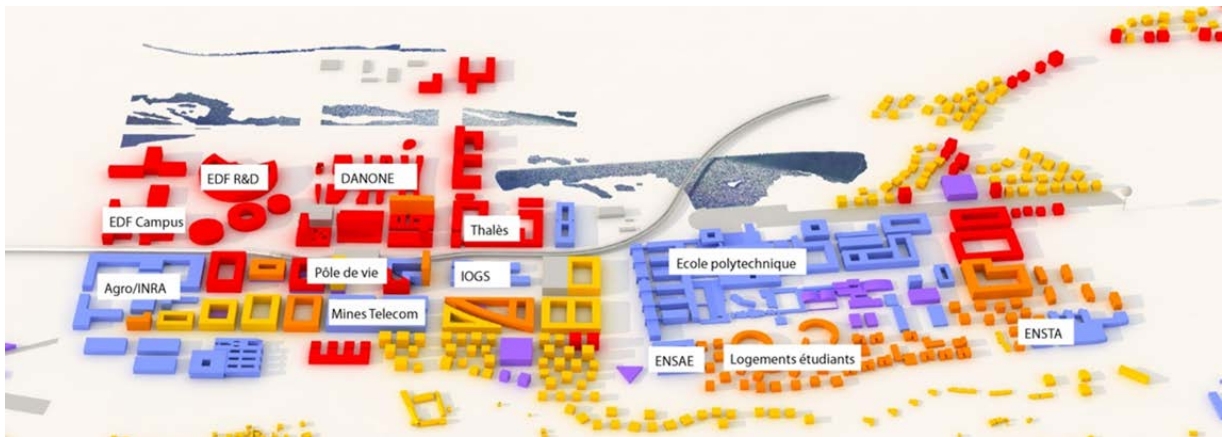 EDF R&D
DANONE
EDF Campus
Thalès
Ecole polytechnique
Pôle de vie
IOGS
Agro/INRA
Mines Telecom
ENSTA
ENSAE
Logements étudiants